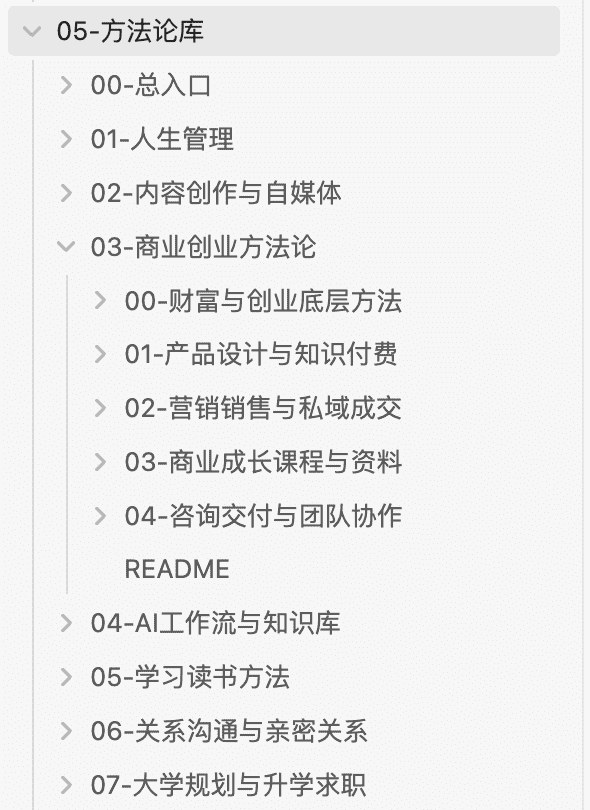 05-方法论库
00-总入口
01-人生管理
02-内容创作与自媒体
03-商业创业方法论
00-财富与创业底层方法
01-产品设计与知识付费
02-营销销售与私域成交
03-商业成长课程与资料
04-咨询交付与团队协作
README
04-AI工作流与知识库
05-学习读书方法
06-关系沟通与亲密关系
07-大学规划与升学求职